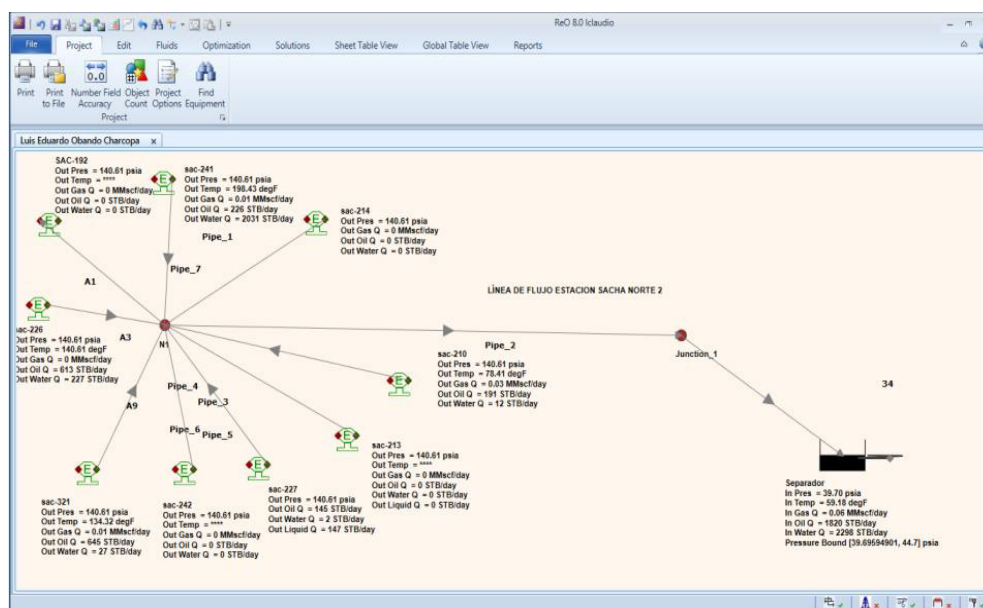 ReO 8.0 lclaudio
File Project Edit Fluids Optimization Solutions Sheet Table View Global Table View Reports
0.0
Print Print to File Number Field Accuracy Object Count Project Options Find Equipment
Project
Luis Eduardo Obando Charcopa x
SAC-192
Out Pres = 140.61 psia
Out Temp = ****
Out Gas Q = 0 MMscf/day
Out Oil Q = 0 STB/day
Out Water Q = 0 STB/day
E
sac-241
Out Pres = 140.61 psia
Out Temp = 198.43 degF
Out Gas Q = 0.01 MMscf/day
Out Oil Q = 226 STB/day
Out Water Q = 2031 STB/day
E
sac-214
Out Pres = 140.61 psia
Out Gas Q = 0 MMscf/day
Out Oil Q = 0 STB/day
Out Water Q = 0 STB/day
E
Pipe_1
Pipe_7
A1
LÍNEA DE FLUJO ESTACION SACHA NORTE 2
E
sac-226
Out Pres = 140.61 psia
Out Temp = 140.61 degF
Out Gas Q = 0 MMscf/day
Out Oil Q = 613 STB/day
Out Water Q = 227 STB/day
A3
N1
Pipe_2
Junction_1
E
sac-210
Out Pres = 140.61 psia
Out Temp = 78.41 degF
Out Gas Q = 0.03 MMscf/day
Out Oil Q = 191 STB/day
Out Water Q = 12 STB/day
34
A9
Pipe_4
Pipe_3
Pipe_6
Pipe_5
E
sac-213
Out Pres = 140.61 psia
Out Temp = ****
Out Gas Q = 0 MMscf/day
Out Oil Q = 0 STB/day
Out Water Q = 0 STB/day
Out Liquid Q = 0 STB/day
E
sac-321
Out Pres = 140.61 psia
Out Temp = 134.32 degF
Out Gas Q = 0.01 MMscf/day
Out Oil Q = 645 STB/day
Out Water Q = 27 STB/day
E
sac-242
Out Pres = 140.61 psia
Out Temp = ****
Out Gas Q = 0 MMscf/day
Out Oil Q = 0 STB/day
Out Water Q = 0 STB/day
E
sac-227
Out Pres = 140.61 psia
Out Oil Q = 145 STB/day
Out Water Q = 2 STB/day
Out Liquid Q = 147 STB/day
Separador
In Pres = 39.70 psia
In Temp = 59.18 degF
In Gas Q = 0.06 MMscf/day
In Oil Q = 1820 STB/day
In Water Q = 2298 STB/day
Pressure Bound [39.69594901, 44.7] psia